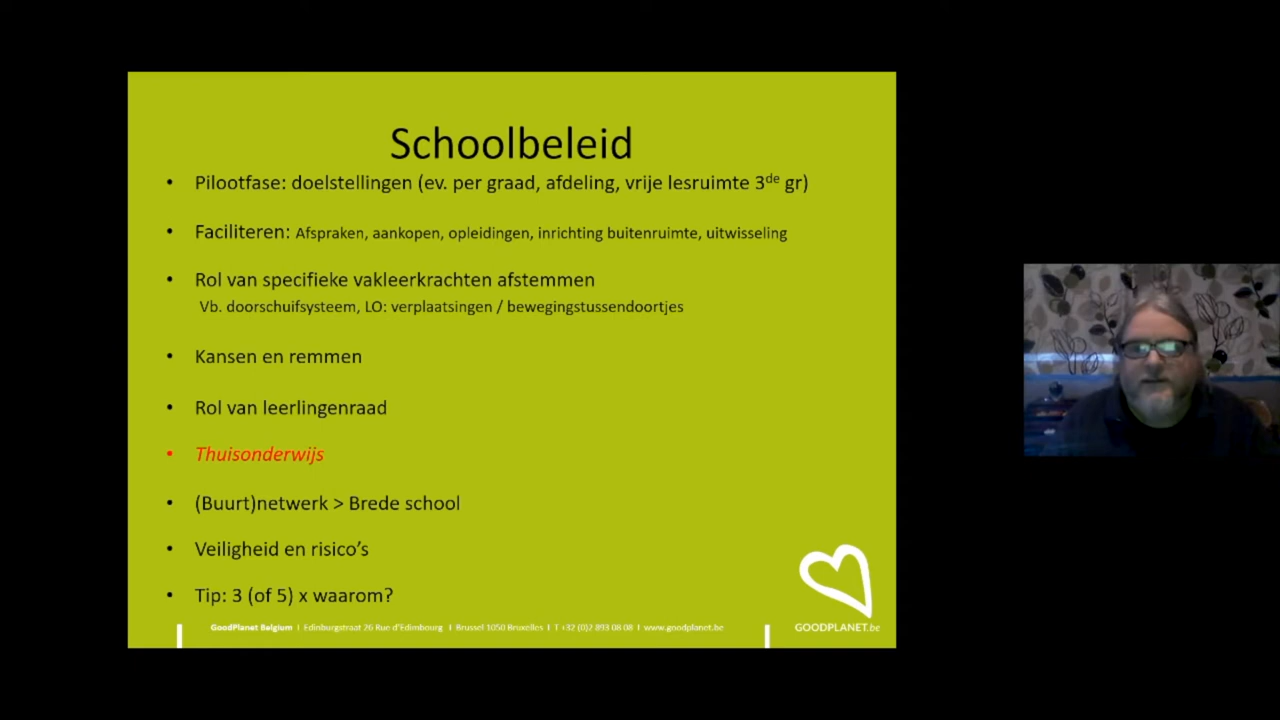 Schoolbeleid
• Pilootfase: doelstellingen (ev. per graad, afdeling, vrije lesruimte 3de gr)
• Faciliteren: Afspraken, aankopen, opleidingen, inrichting buitenruimte, uitwisseling
• Rol van specifieke vakleerkrachten afstemmen
Vb. doorschuifsysteem, LO: verplaatsingen / bewegingstussendoortjes
• Kansen en remmen
• Rol van leerlingenraad
• Thuisonderwijs
• (Buurt)netwerk > Brede school
• Veiligheid en risico’s
• Tip: 3 (of 5) x waarom?
GoodPlanet Belgium I Edinburgstraat 26 Rue d'Edimbourg I Brussel 1050 Bruxelles I T +32 (0)2 893 08 08 I www.goodplanet.be
GOODPLANET.be